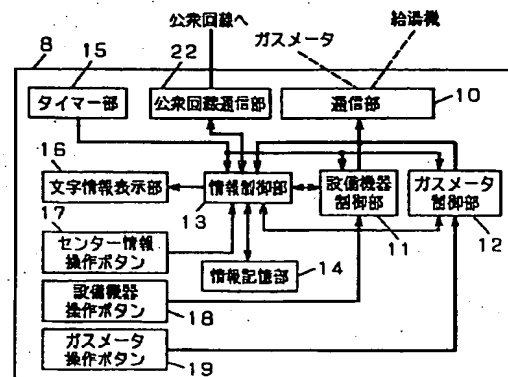 公衆回線へ
ガスメータ
給湯機
8
15
22
タイマー部
公衆回線通信部
通信部
10
16
文字情報表示部
情報制御部
13
設備機器
制御部
11
ガスメータ
制御部
12
17
センター情報
操作ボタン
情報記憶部
14
設備機器
操作ボタン
18
ガスメータ
操作ボタン
19